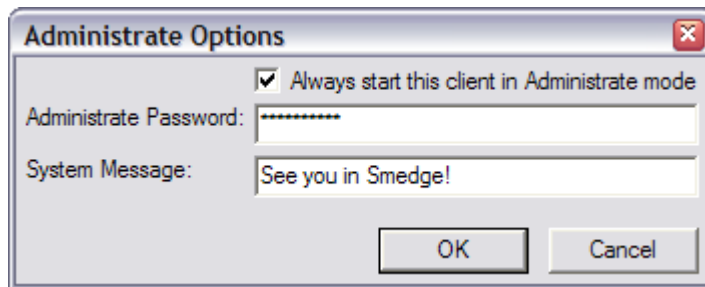 Administrate Options
Always start this client in Administrate mode
Administrate Password: **********
System Message: See you in Smedge!
OK Cancel